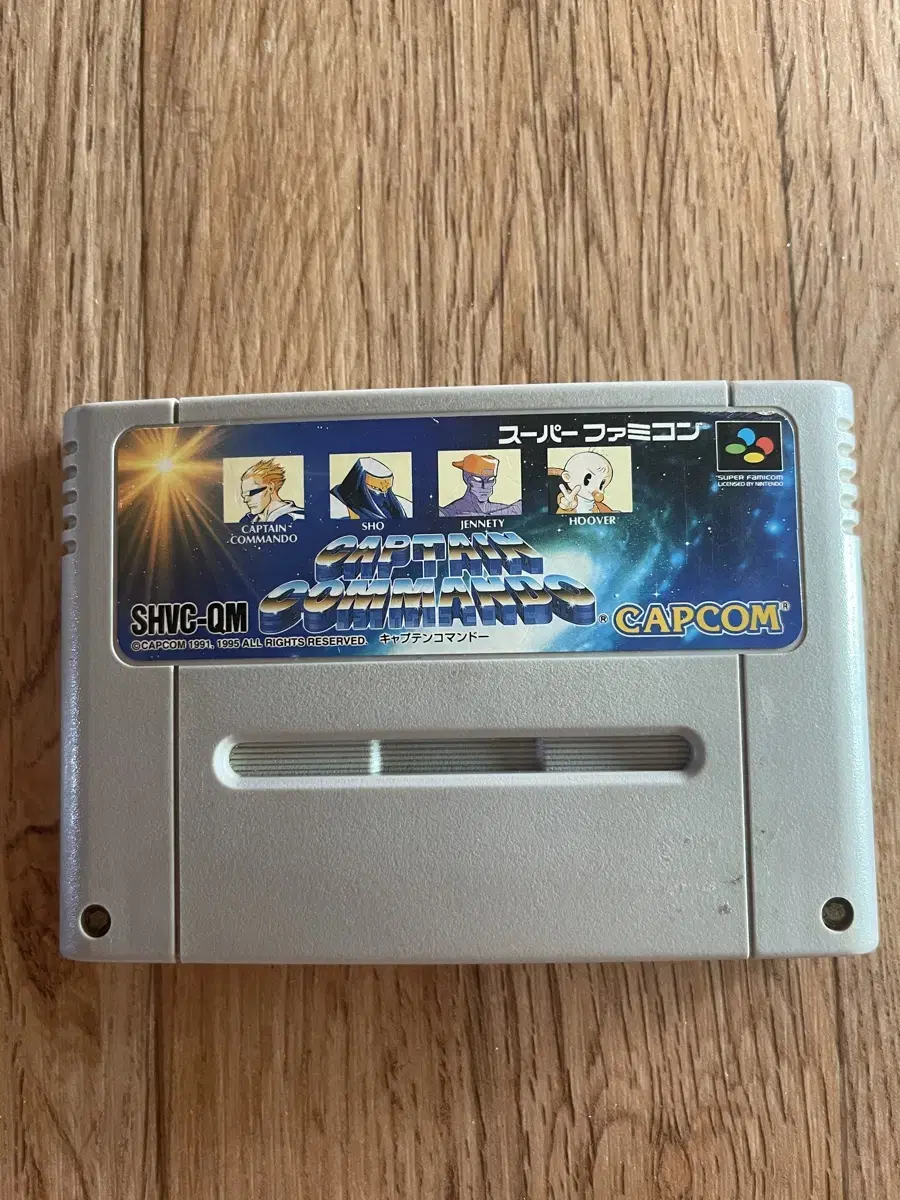 スーパーファミコン
SUPER FAMICOM
LICENSED BY NINTENDO
CAPTAIN COMMANDO
SHO
JENNETY
HOOVER
CAPTAIN
COMMANDO ®
SHVC-QM
CAPCOM®
©CAPCOM 1991, 1995 ALL RIGHTS RESERVED.
キャプテンコマンドー